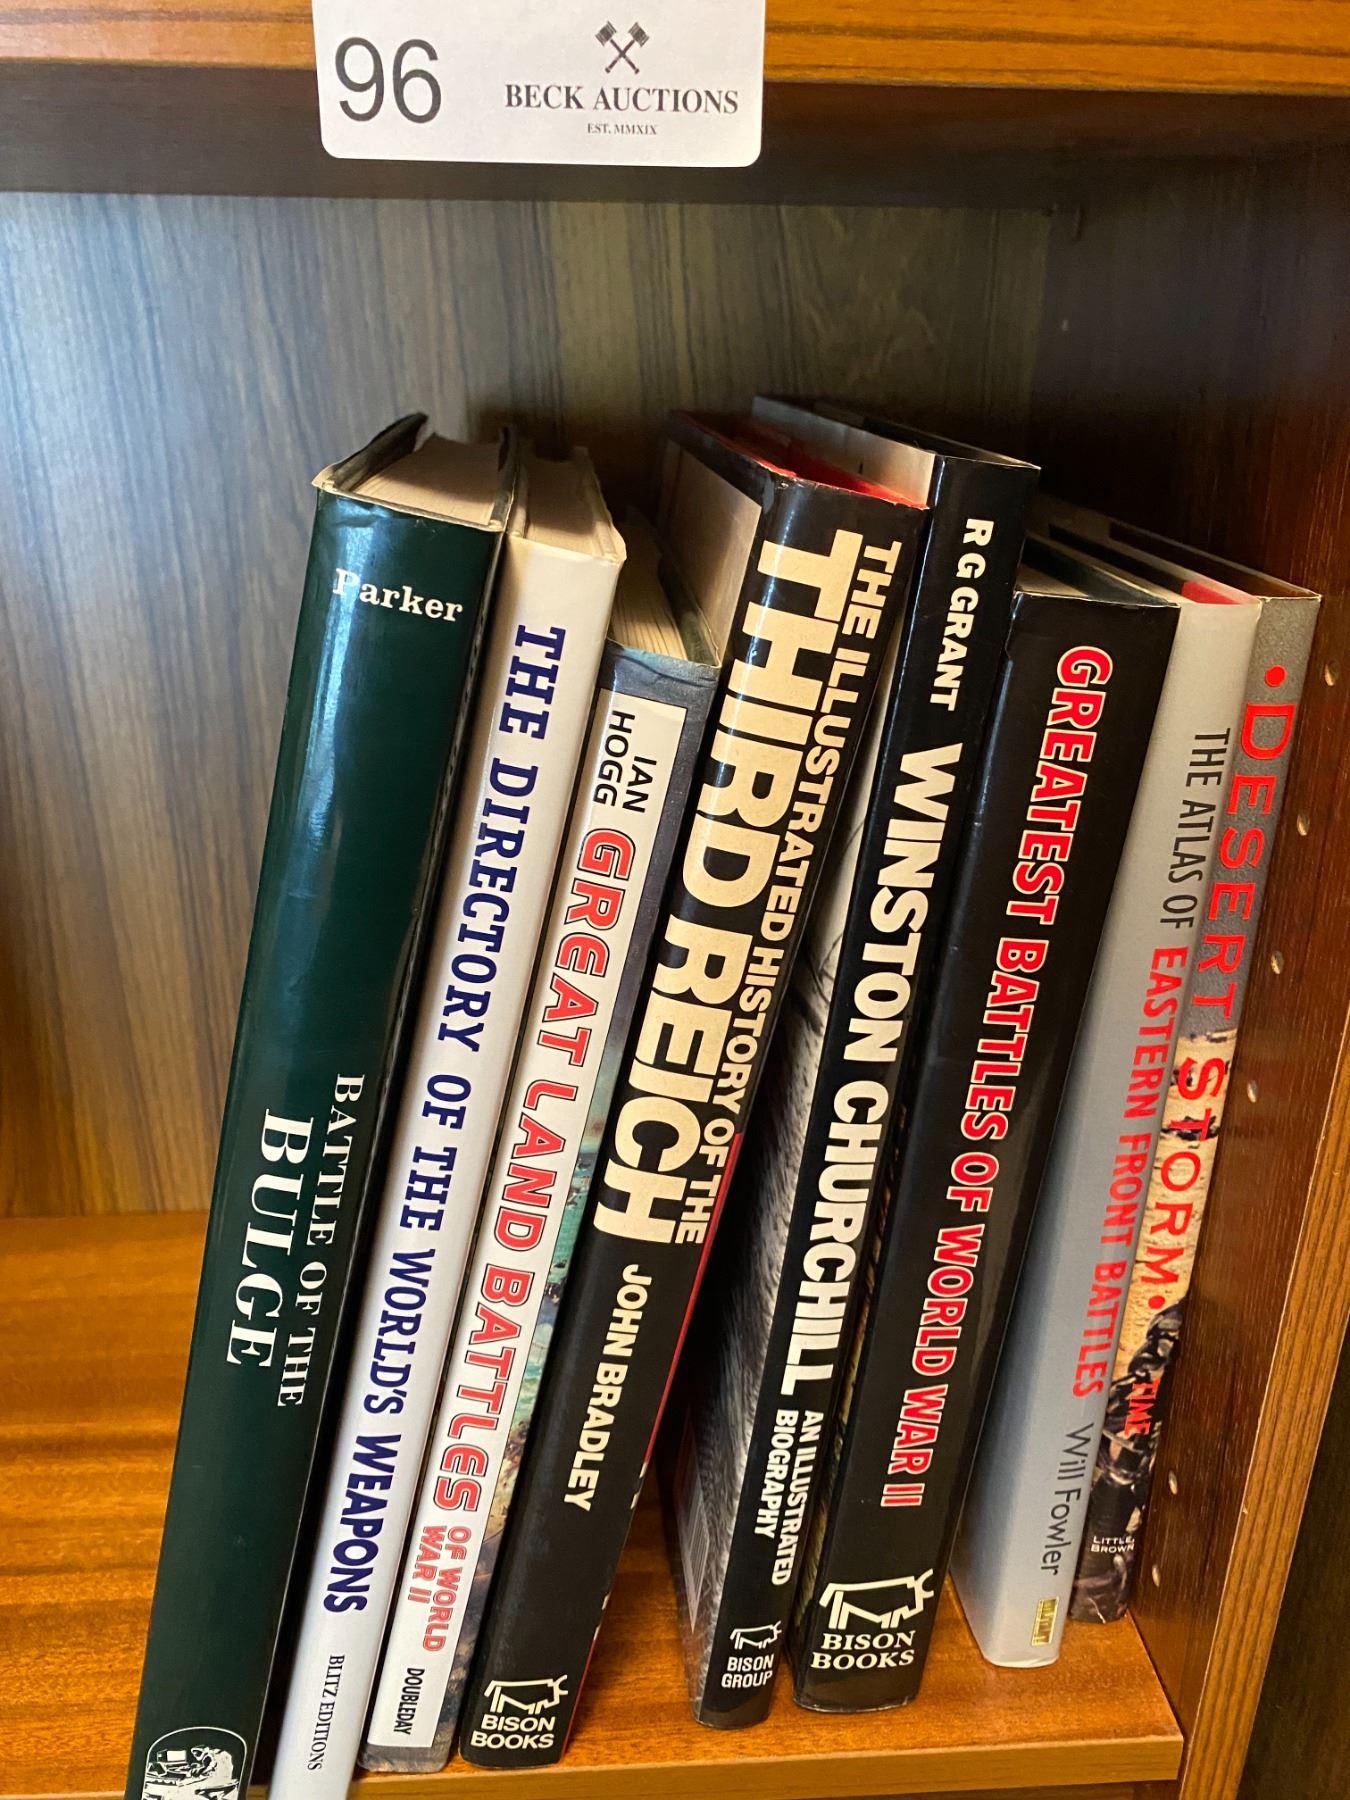 96
BECK AUCTIONS
EST. MMXIX
Parker
BATTLE OF THE
BULGE
THE DIRECTORY OF THE WORLD'S WEAPONS
BLITZ EDITIONS
IAN
HOGG
GREAT LAND BATTLES
OF WORLD
WAR II
DOUBLEDAY
THE ILLUSTRATED HISTORY OF THE
THIRD REICH
JOHN BRADLEY
BISON
BOOKS
R G GRANT
WINSTON CHURCHILL
AN ILLUSTRATED
BIOGRAPHY
BISON
GROUP
GREATEST BATTLES OF WORLD WAR II
BISON
BOOKS
THE ATLAS OF EASTERN FRONT BATTLES
Will Fowler
•DESERT STORM•
TIME
LITTLE,
BROWN